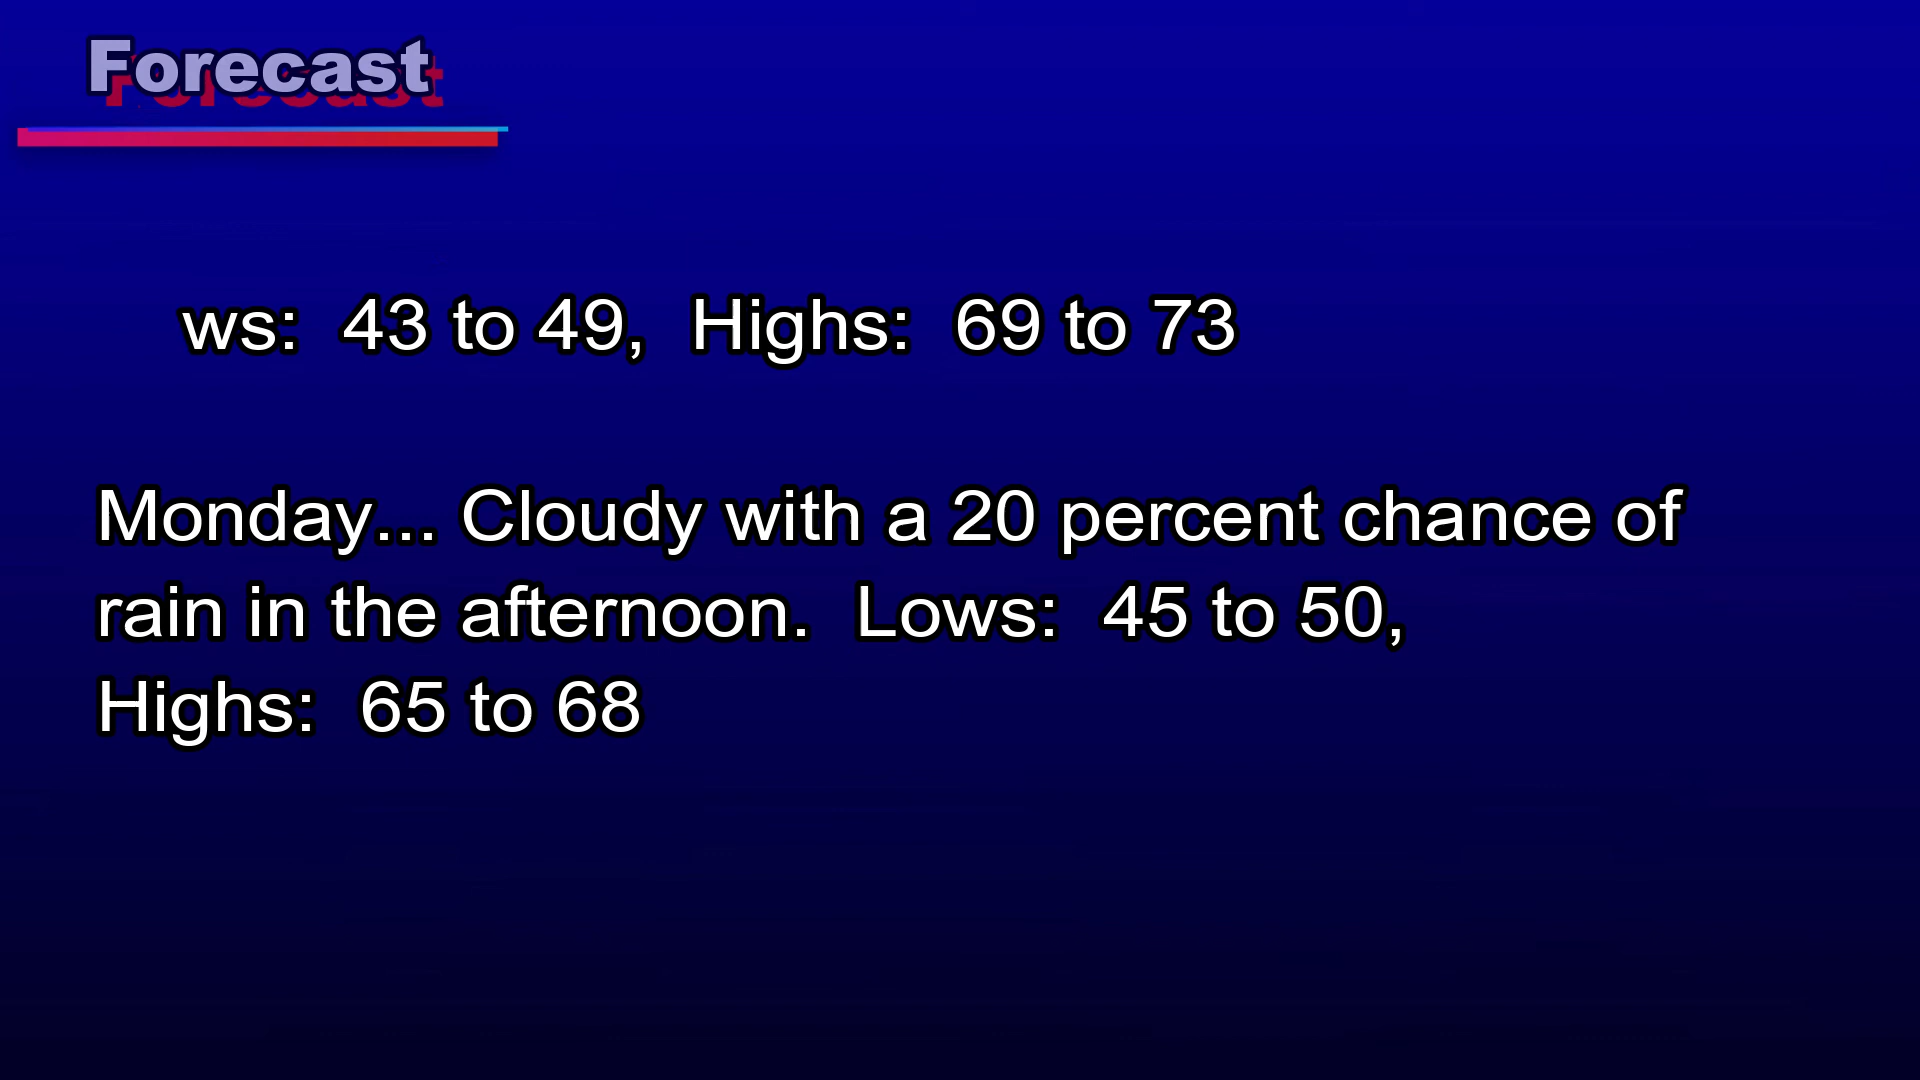 Forecast
ws:  43 to 49,  Highs:  69 to 73
Monday... Cloudy with a 20 percent chance of
rain in the afternoon.  Lows:  45 to 50,
Highs:  65 to 68